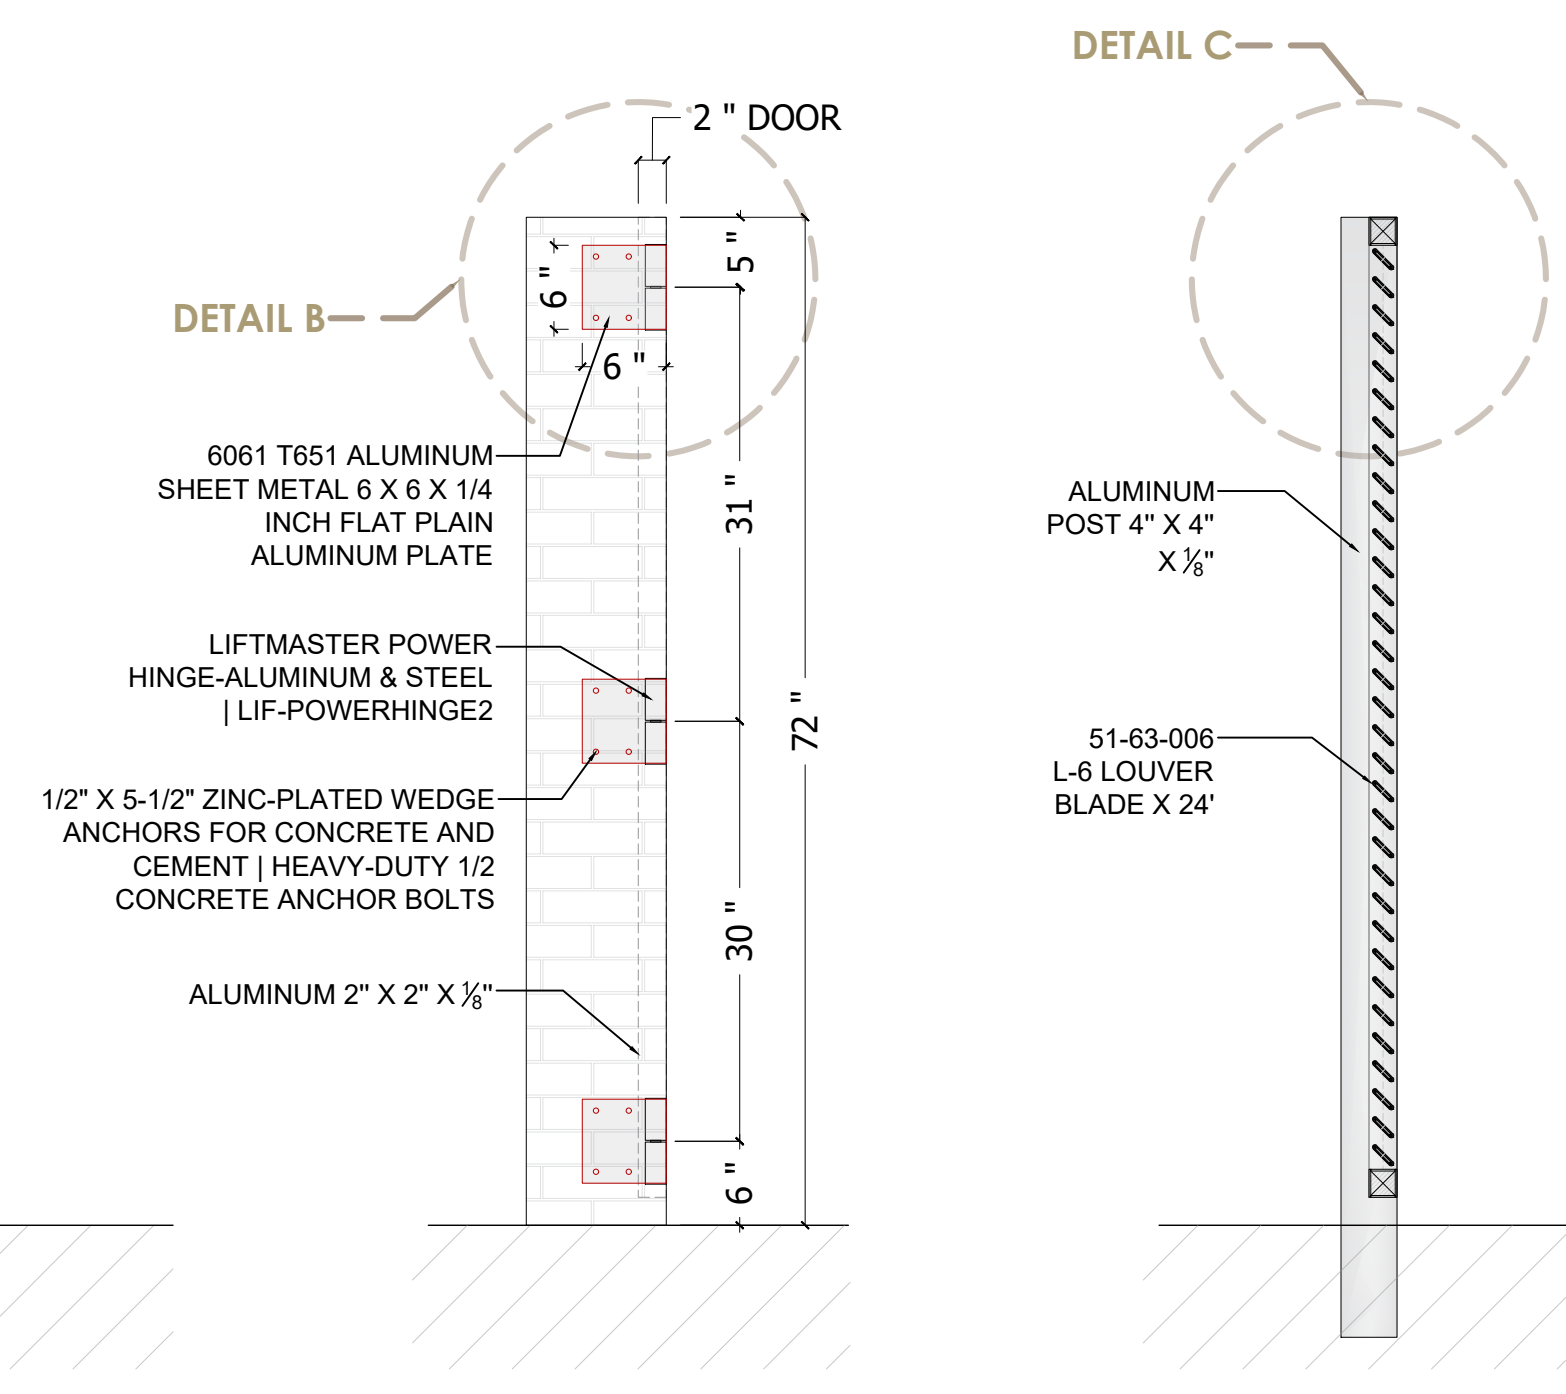 DETAIL C
2 " DOOR
5 "
6 "
DETAIL B
6 "
6061 T651 ALUMINUM
SHEET METAL 6 X 6 X 1/4
INCH FLAT PLAIN
ALUMINUM PLATE
31 "
ALUMINUM
POST 4" X 4"
X ⅛"
LIFTMASTER POWER
HINGE-ALUMINUM & STEEL
| LIF-POWERHINGE2
72 "
51-63-006
L-6 LOUVER
BLADE X 24'
1/2" X 5-1/2" ZINC-PLATED WEDGE
ANCHORS FOR CONCRETE AND
CEMENT | HEAVY-DUTY 1/2
CONCRETE ANCHOR BOLTS
30 "
ALUMINUM 2" X 2" X ⅛"
6 "